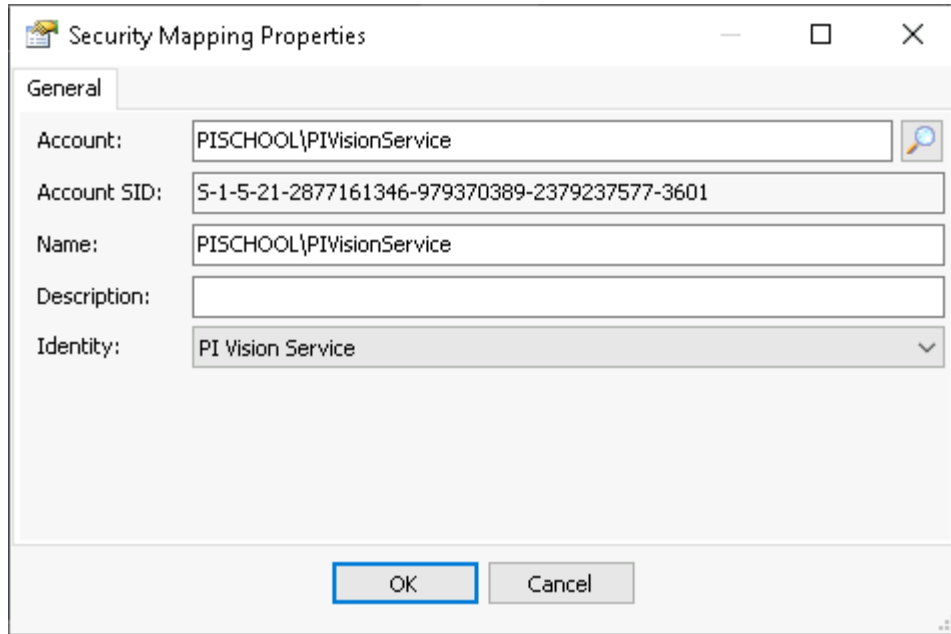 Security Mapping Properties
General
Account: PISCHOOL\PIVisionService
Account SID: S-1-5-21-2877161346-979370389-2379237577-3601
Name: PISCHOOL\PIVisionService
Description:
Identity: PI Vision Service
OK Cancel